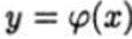 y = φ(x)